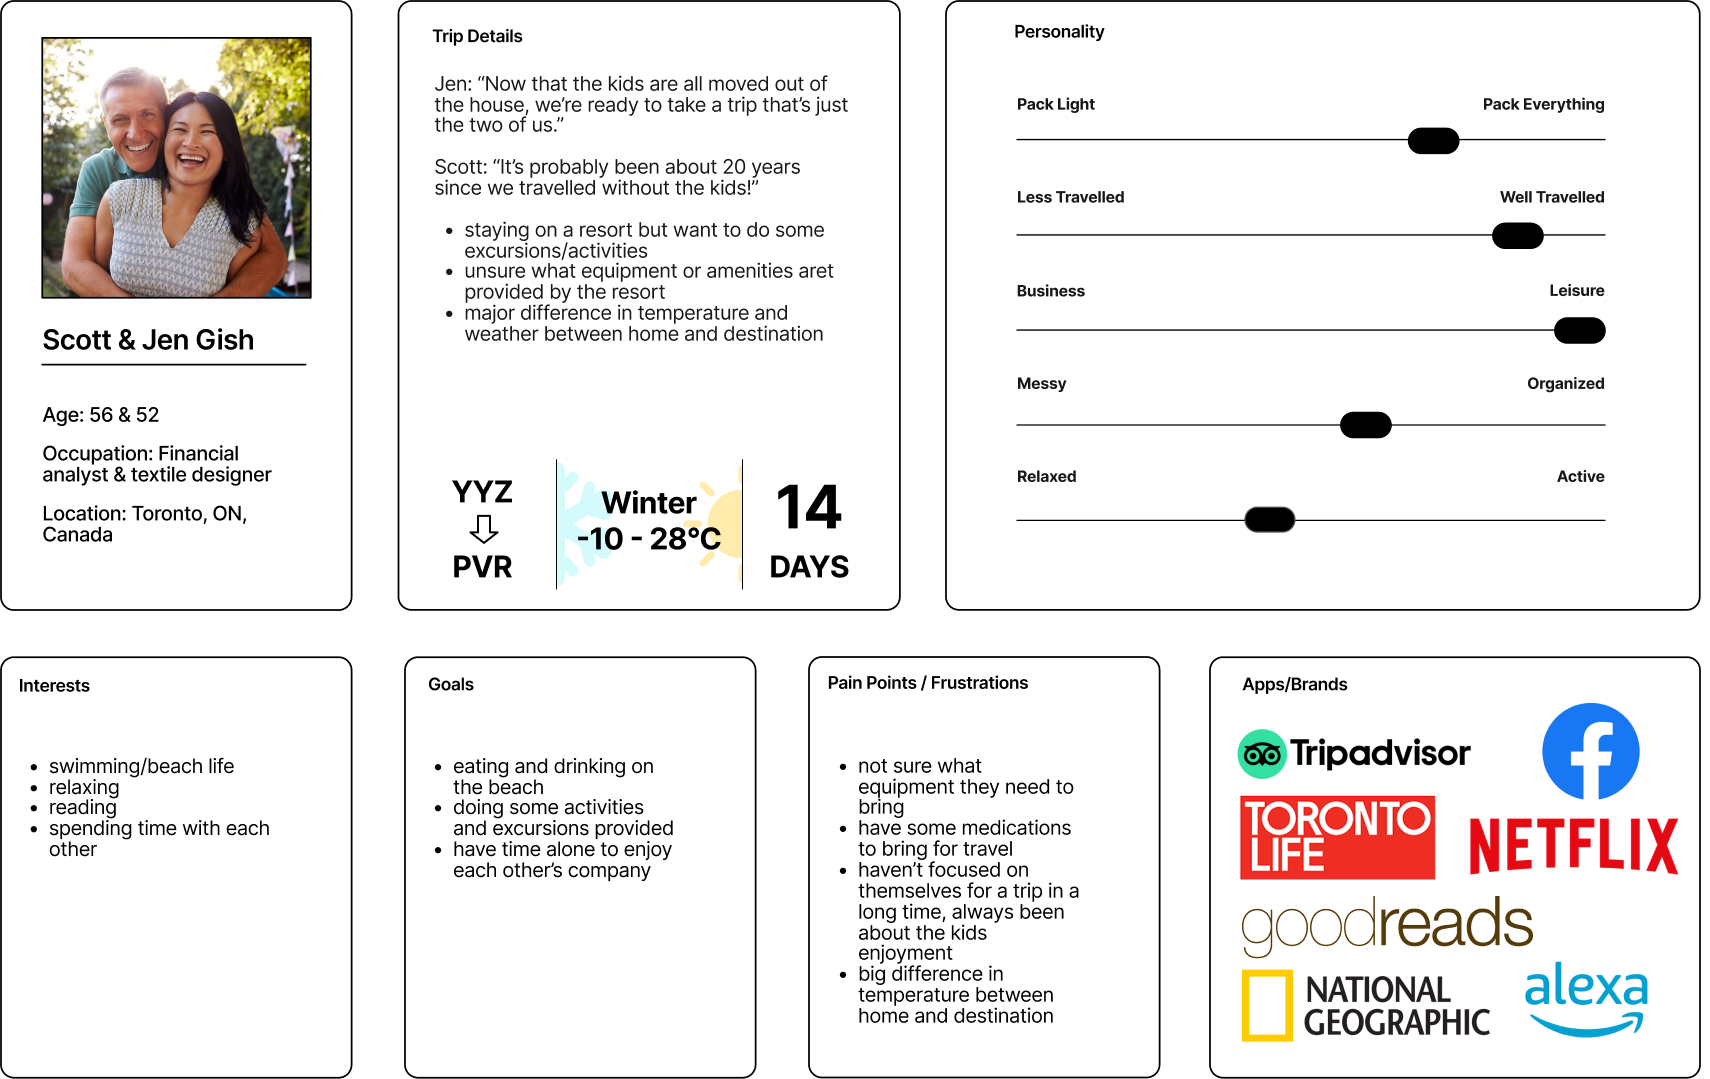 Scott & Jen Gish
Age: 56 & 52
Occupation: Financial
analyst & textile designer
Location: Toronto, ON,
Canada
Trip Details
Jen: “Now that the kids are all moved out of
the house, we’re ready to take a trip that’s just
the two of us.”
Scott: “It’s probably been about 20 years
since we travelled without the kids!”
• staying on a resort but want to do some
excursions/activities
• unsure what equipment or amenities aret
provided by the resort
• major difference in temperature and
weather between home and destination
YYZ
PVR
Winter
-10 - 28°C
14
DAYS
Personality
Pack Light Pack Everything
Less Travelled Well Travelled
Business Leisure
Messy Organized
Relaxed Active
Interests
• swimming/beach life
• relaxing
• reading
• spending time with each
other
Goals
• eating and drinking on
the beach
• doing some activities
and excursions provided
• have time alone to enjoy
each other’s company
Pain Points / Frustrations
• not sure what
equipment they need to
bring
• have some medications
to bring for travel
• haven’t focused on
themselves for a trip in a
long time, always been
about the kids
enjoyment
• big difference in
temperature between
home and destination
Apps/Brands
Tripadvisor
f
TORONTO
LIFE
NETFLIX
goodreads
NATIONAL
GEOGRAPHIC
alexa